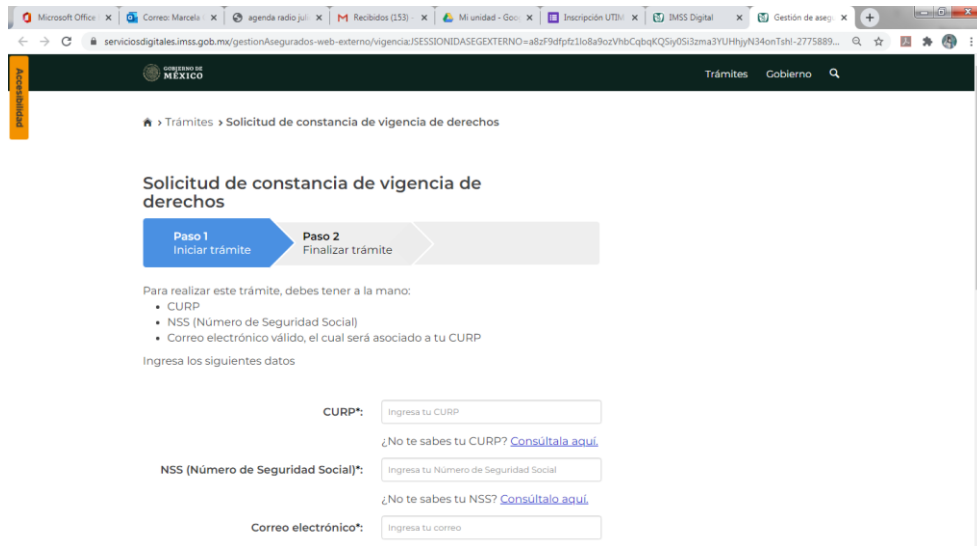 Microsoft Office
Correo: Marcela
agenda radio juli
Recibidos (153) -
Mi unidad - Goo
Inscripción UTIM
IMSS Digital
Gestión de aseg
serviciosdigitales.imss.gob.mx/gestionAsegurados-web-externo/vigencia;JSESSIONIDASEGEXTERNO=
Accesibilidad
GOBIERNO DE
MÉXICO
Trámites Gobierno
> Trámites > Solicitud de constancia de vigencia de derechos
Solicitud de constancia de vigencia de
derechos
Paso 1
Iniciar trámite
Paso 2
Finalizar trámite
Para realizar este trámite, debes tener a la mano:
• CURP
• NSS (Número de Seguridad Social)
• Correo electrónico válido, el cual será asociado a tu CURP
Ingresa los siguientes datos
CURP*: Ingresa tu CURP
¿No te sabes tu CURP? Consúltala aquí.
NSS (Número de Seguridad Social)*: Ingresa tu Número de Seguridad Social
¿No te sabes tu NSS? Consúltalo aquí.
Correo electrónico*: Ingresa tu correo